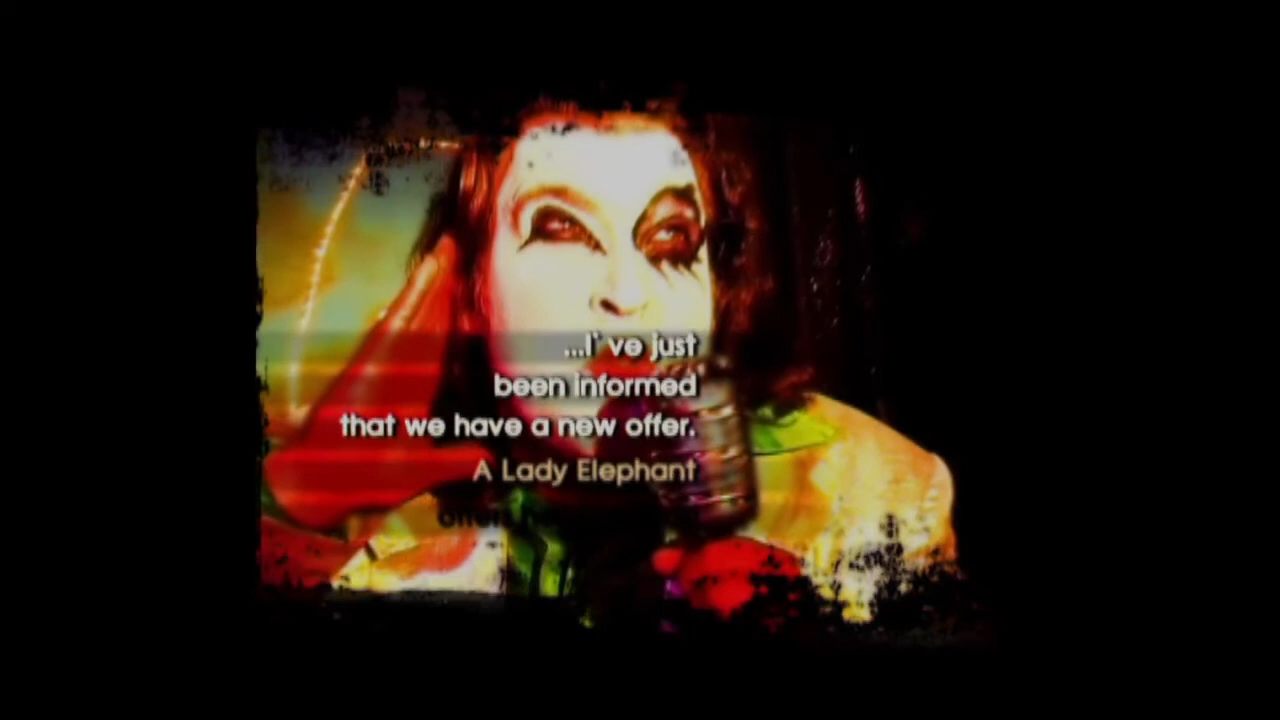 ...I' ve just
been informed
that we have a new offer.
A Lady Elephant